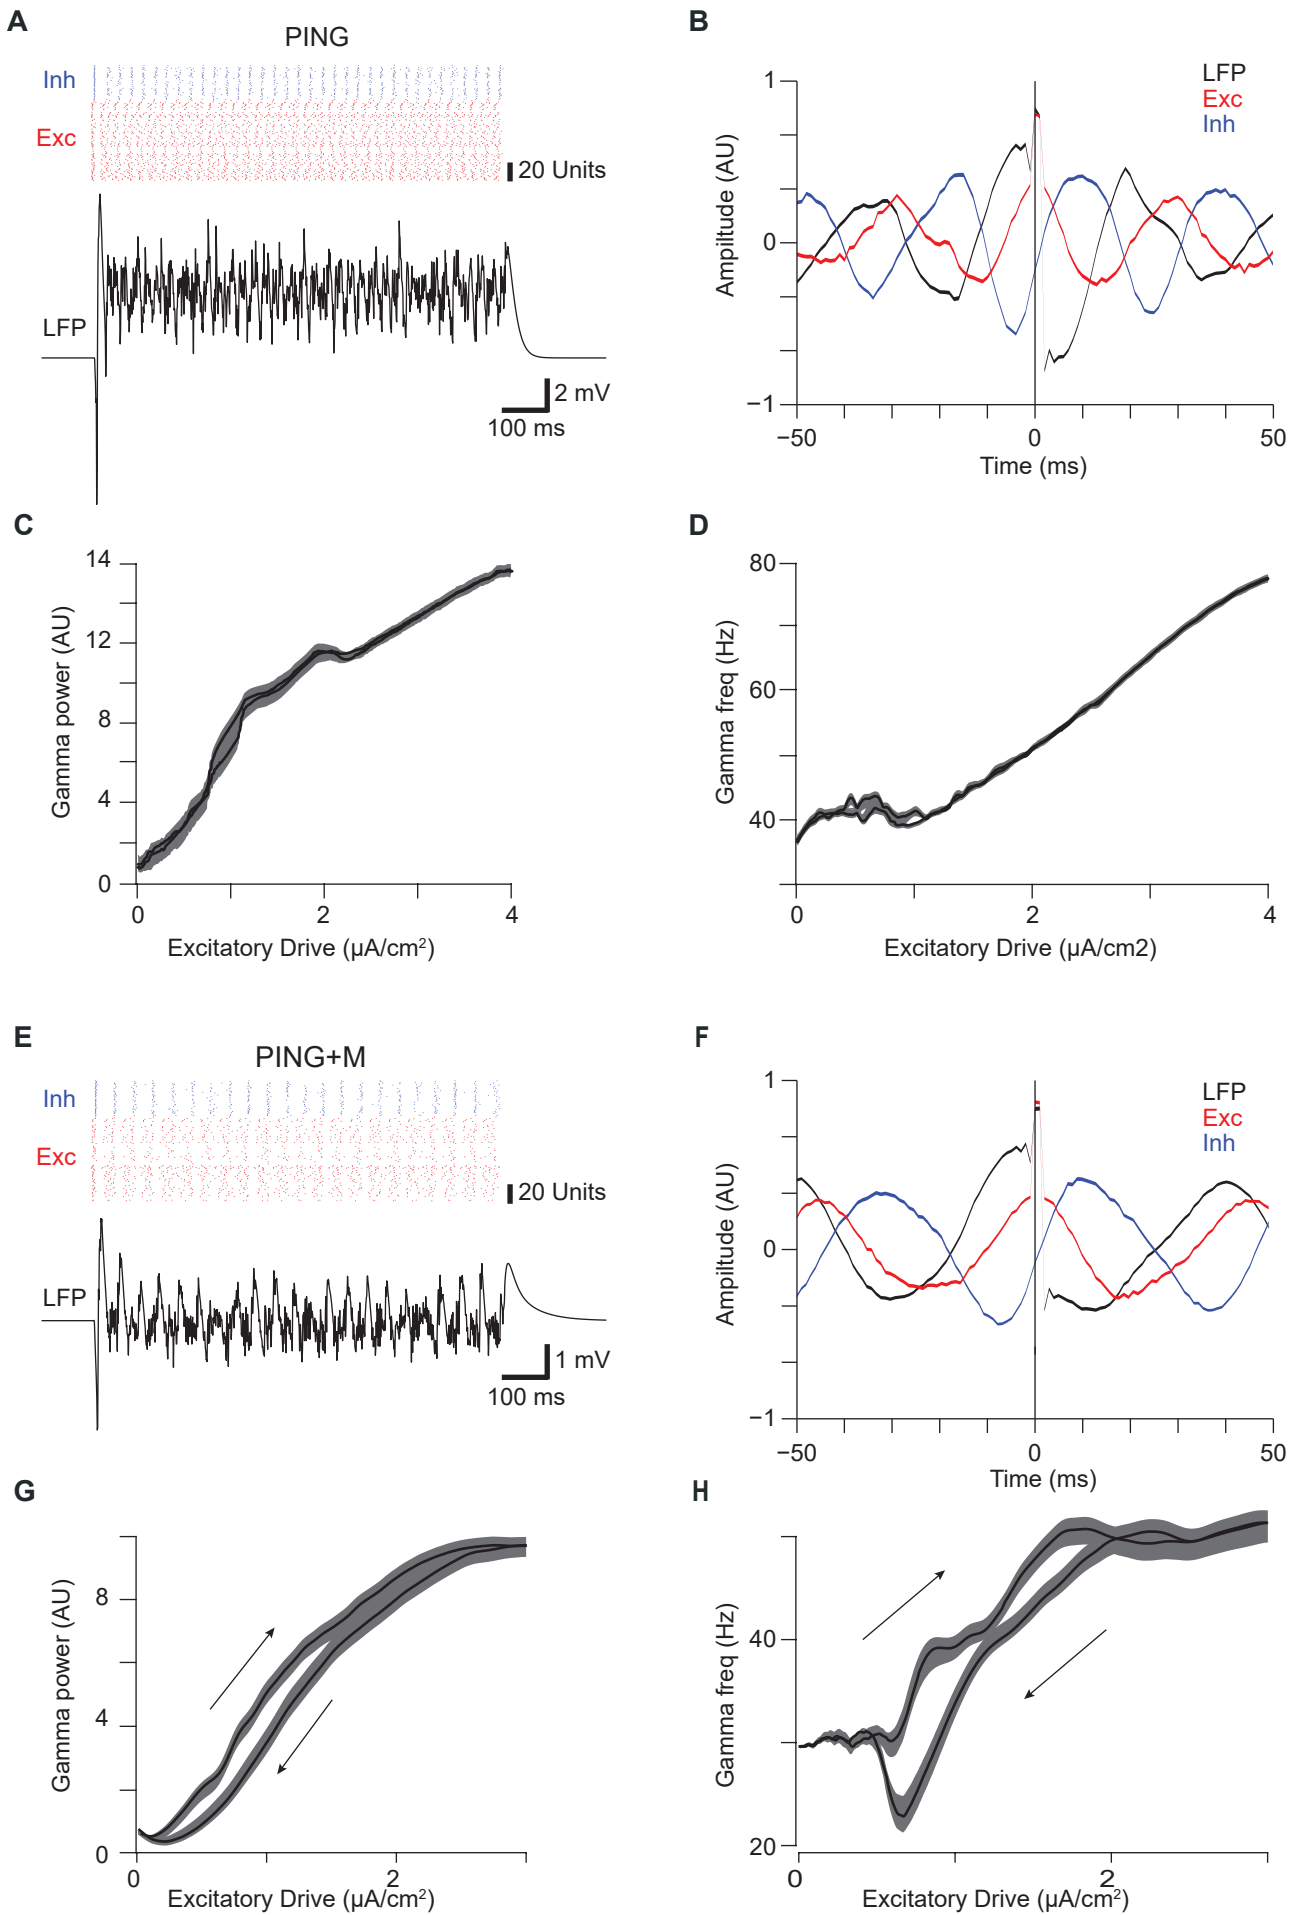 A
PING
Inh
Exc
20 Units
LFP
2 mV
100 ms
B
LFP
Exc
Inh
1
0
−1
Ampilitude (AU)
−50
0
50
Time (ms)
C
14
12
8
4
0
Gamma power (AU)
0
2
4
Excitatory Drive (µA/cm²)
D
80
60
40
Gamma freq (Hz)
0
2
4
Excitatory Drive (µA/cm2)
E
PING+M
Inh
Exc
20 Units
LFP
1 mV
100 ms
F
LFP
Exc
Inh
1
0
−1
Ampilitude (AU)
−50
0
50
Time (ms)
G
8
4
0
Gamma power (AU)
0
2
Excitatory Drive (µA/cm²)
H
40
20
Gamma freq (Hz)
0
2
Excitatory Drive (µA/cm²)